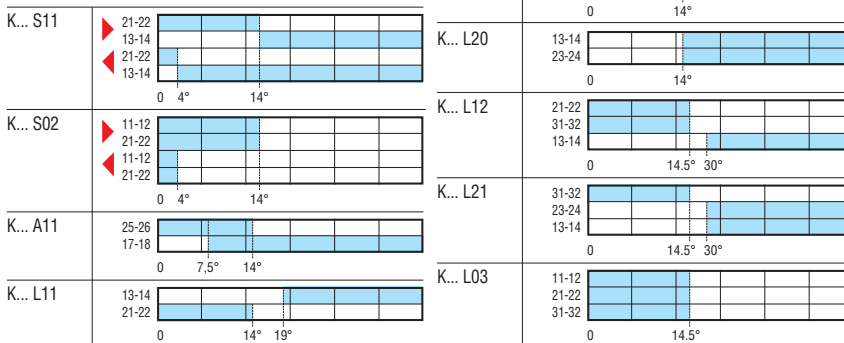 K... S11
21-22
13-14
21-22
13-14
0 4° 14°
K... S02
11-12
21-22
11-12
21-22
0 4° 14°
K... A11
25-26
17-18
0 7,5° 14°
K... L11
13-14
21-22
0 14° 19°
0 14°
K... L20
13-14
23-24
0 14°
K... L12
21-22
31-32
13-14
0 14.5° 30°
K... L21
31-32
23-24
13-14
0 14.5° 30°
K... L03
11-12
21-22
31-32
0 14.5°